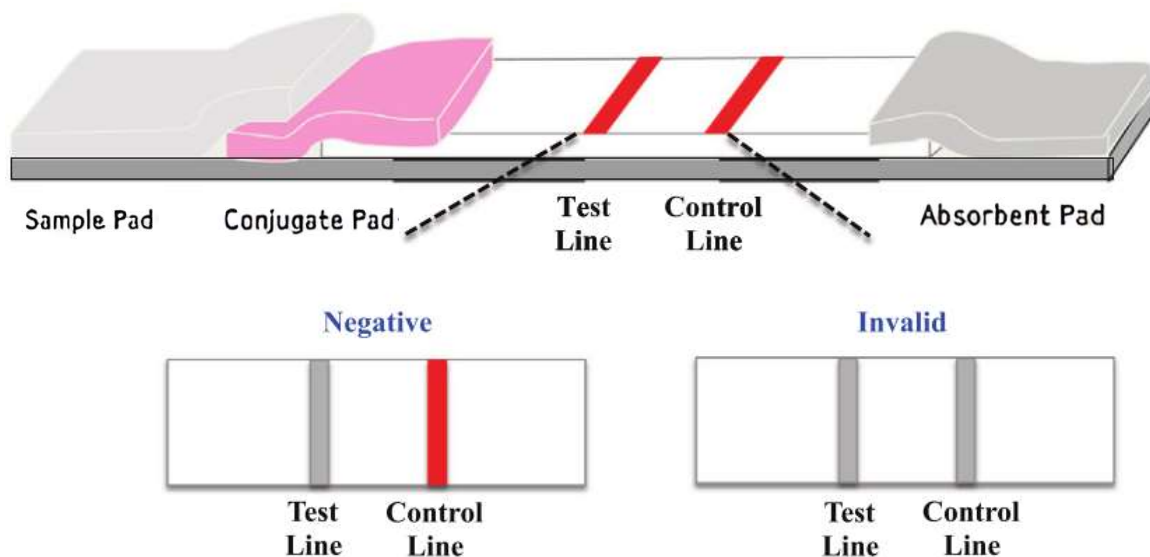 Sample Pad
Conjugate Pad
Test
Line
Control
Line
Absorbent Pad
Negative
Invalid
Test
Line
Control
Line
Test
Line
Control
Line